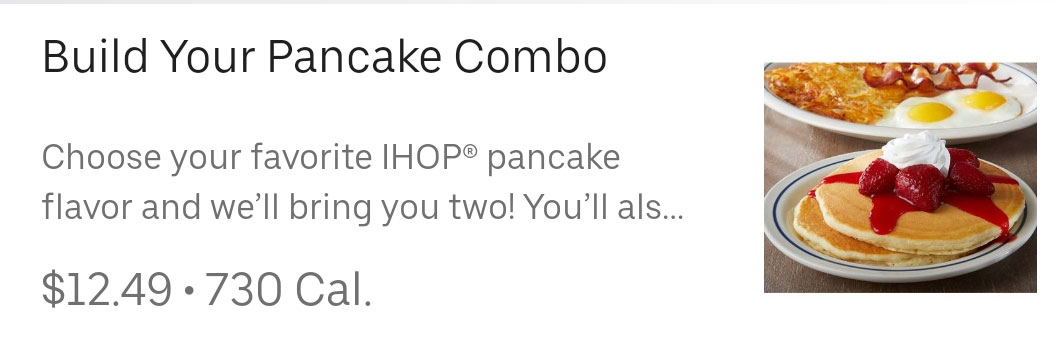 Build Your Pancake Combo
Choose your favorite IHOP® pancake
flavor and we’ll bring you two! You’ll als...
$12.49 • 730 Cal.